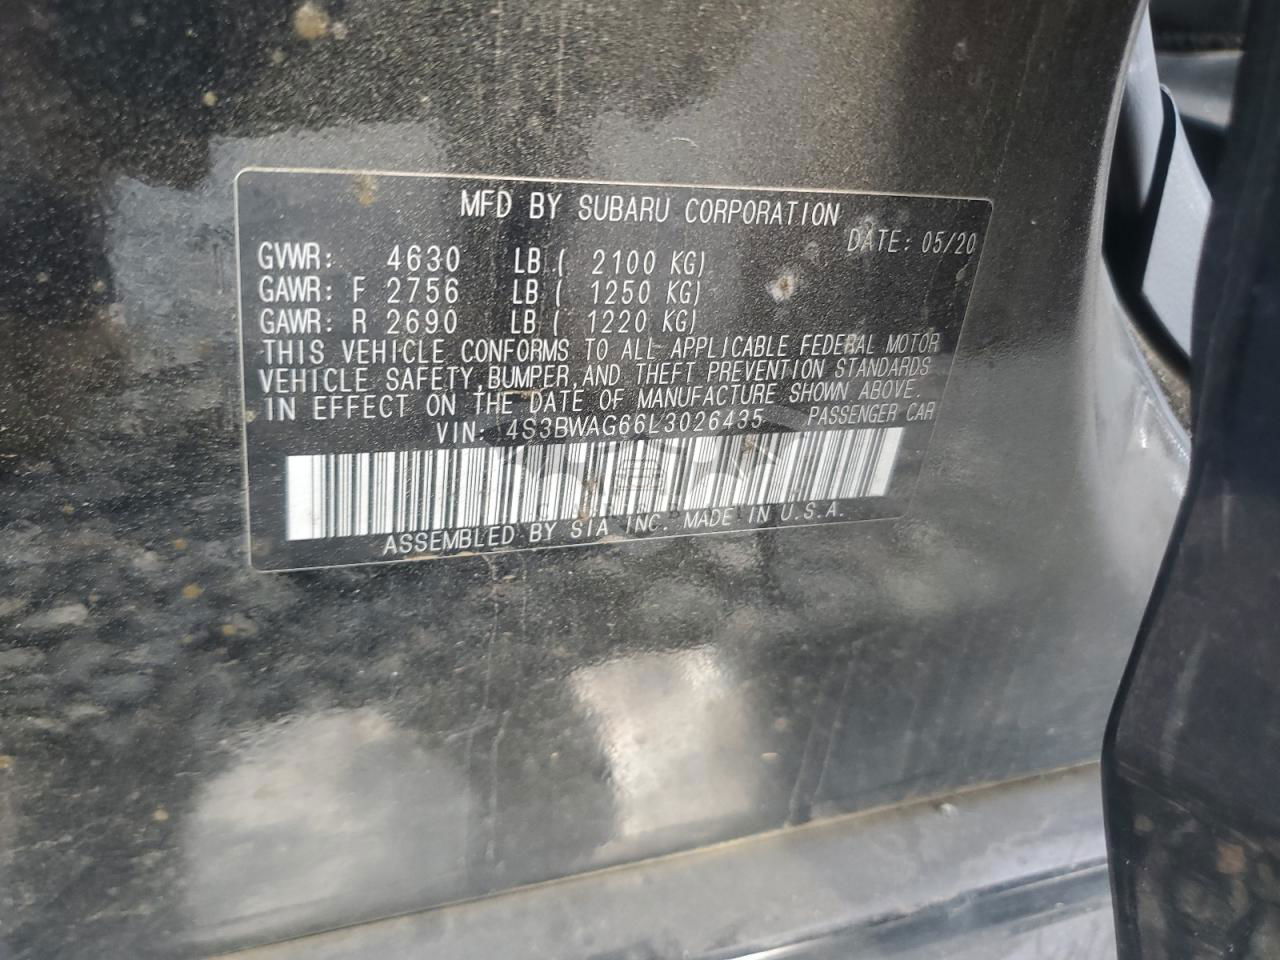 MFD BY SUBARU CORPORATION
DATE: 05/20
GVWR: 4630 LB ( 2100 KG)
GAWR: F 2756 LB ( 1250 KG)
GAWR: R 2690 LB ( 1220 KG)
THIS VEHICLE CONFORMS TO ALL APPLICABLE FEDERAL MOTOR
VEHICLE SAFETY, BUMPER, AND THEFT PREVENTION STANDARDS
IN EFFECT ON THE DATE OF MANUFACTURE SHOWN ABOVE.
VIN: 4S3BWAG66L3026435 PASSENGER CAR
ASSEMBLED BY SIA INC. MADE IN U.S.A.